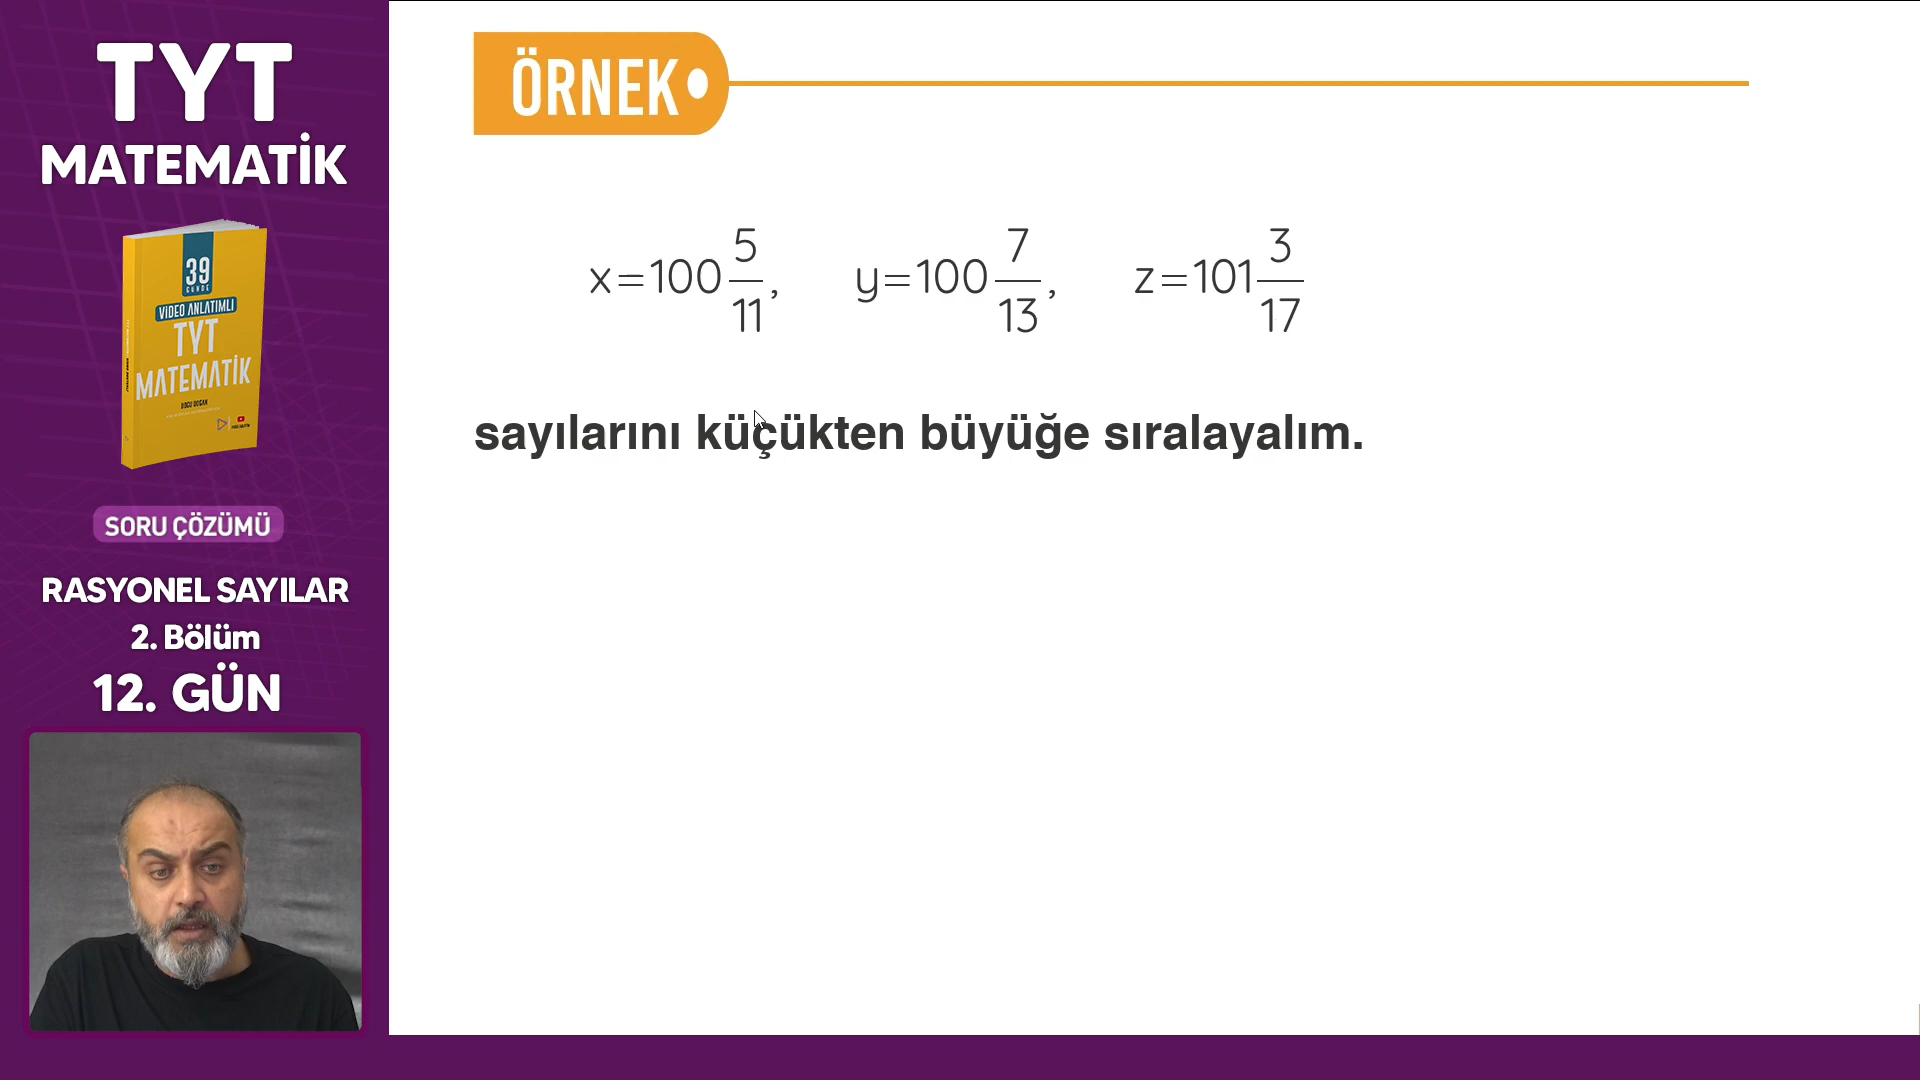 TYT
MATEMATİK
39
GÜNDE
VİDEO ANLATIMLI
TYT
MATEMATİK
SORU ÇÖZÜMÜ
RASYONEL SAYILAR
2. Bölüm
12. GÜN
ÖRNEK
x=100 5/11, y=100 7/13, z=101 3/17
sayılarını küçükten büyüğe sıralayalım.